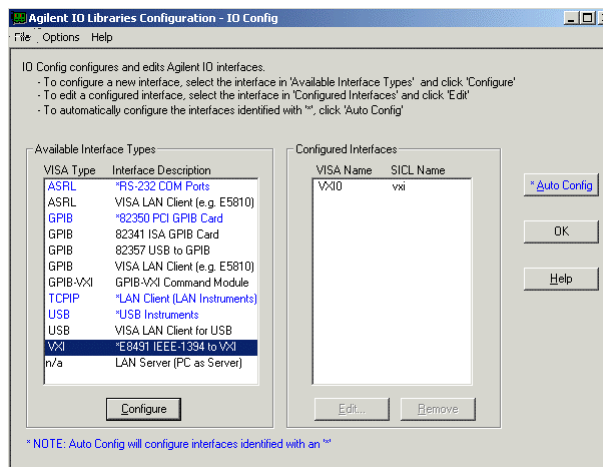 Agilent IO Libraries Configuration - IO Config
File Options Help
IO Config configures and edits Agilent IO interfaces.
- To configure a new interface, select the interface in 'Available Interface Types' and click 'Configure'
- To edit a configured interface, select the interface in 'Configured Interfaces' and click 'Edit'
- To automatically configure the interfaces identified with '*', click 'Auto Config'
Available Interface Types
VISA Type Interface Description
ASRL *RS-232 COM Ports
ASRL VISA LAN Client (e.g. E5810)
GPIB *82350 PCI GPIB Card
GPIB 82341 ISA GPIB Card
GPIB 82357 USB to GPIB
GPIB VISA LAN Client (e.g. E5810)
GPIB-VXI GPIB-VXI Command Module
TCPIP *LAN Client (LAN Instruments)
USB *USB Instruments
USB VISA LAN Client for USB
VXI *E8491 IEEE-1394 to VXI
n/a LAN Server (PC as Server)
Configure
Configured Interfaces
VISA Name SICL Name
VXI0 vxi
Edit... Remove
* Auto Config
OK
Help
* NOTE: Auto Config will configure interfaces identified with an '*'